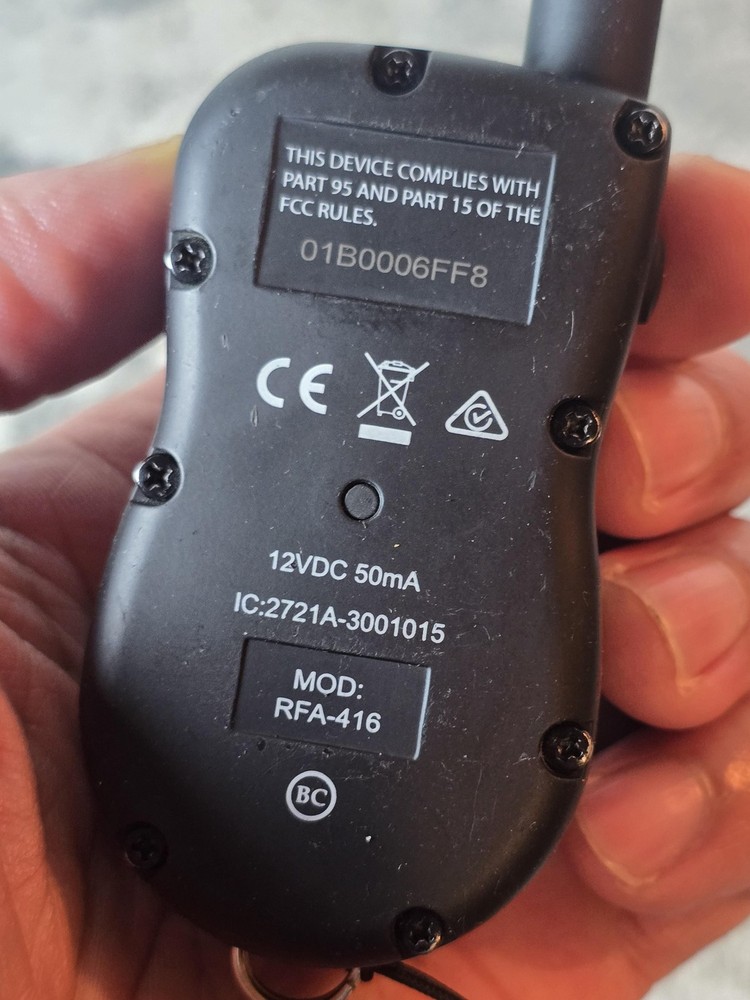 THIS DEVICE COMPLIES WITH
PART 95 AND PART 15 OF THE
FCC RULES.
01B0006FF8
CE
12VDC 50mA
IC:2721A-3001015
MOD:
RFA-416
BC